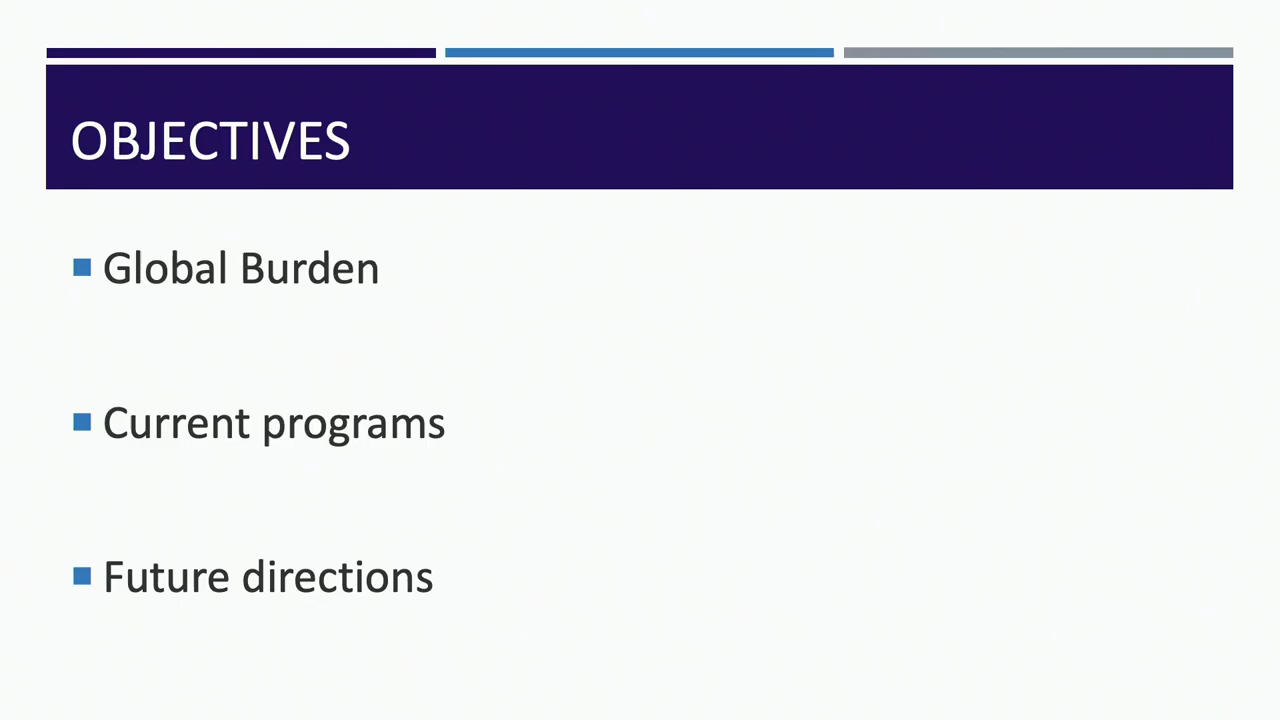 OBJECTIVES
Global Burden
Current programs
Future directions